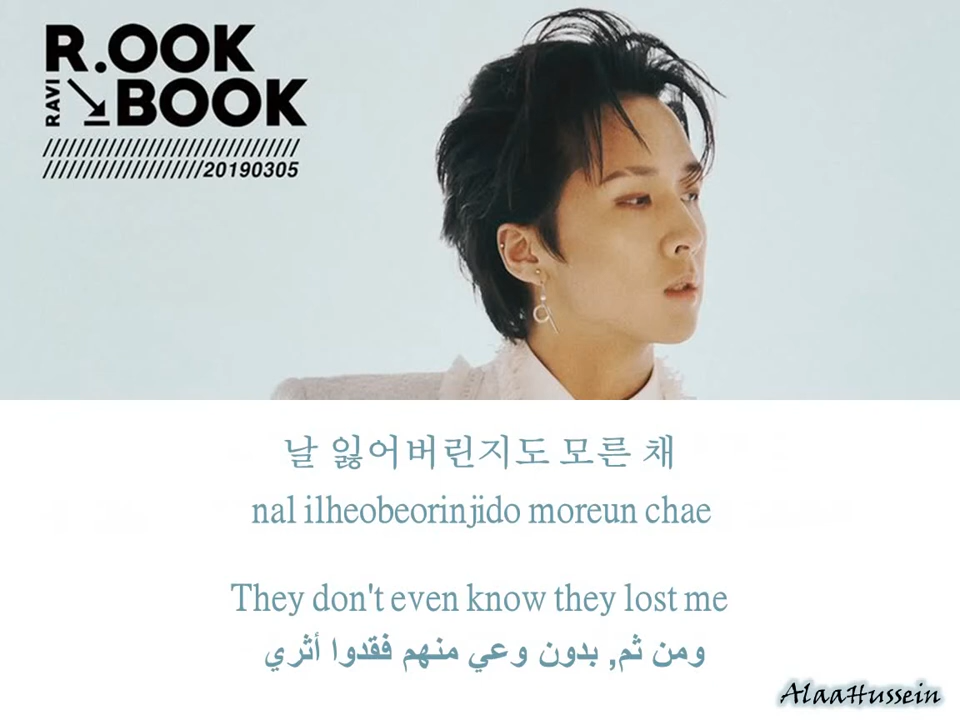 R.OOK
RAVI
BOOK
////////////////////////////////
////////////////////20190305
날 잃어버린지도 모른 채
nal ilheobeorinjido moreun chae
They don't even know they lost me
ومن ثم, بدون وعي منهم فقدوا أثري
AlaaHussein